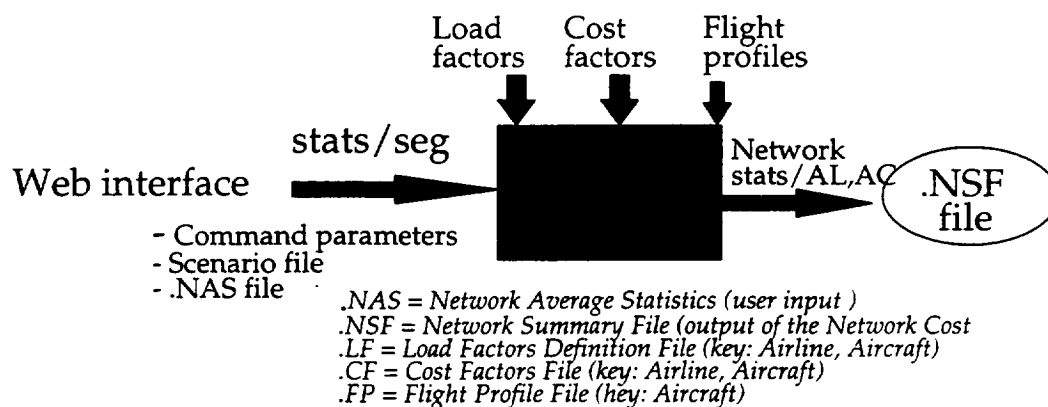 Load factors
Cost factors
Flight profiles
stats/seg
Web interface
Network stats/AL,AC
.NSF file
- Command parameters
- Scenario file
- .NAS file
.NAS = Network Average Statistics (user input )
.NSF = Network Summary File (output of the Network Cost
.LF = Load Factors Definition File (key: Airline, Aircraft)
.CF = Cost Factors File (key: Airline, Aircraft)
.FP = Flight Profile File (key: Aircraft)